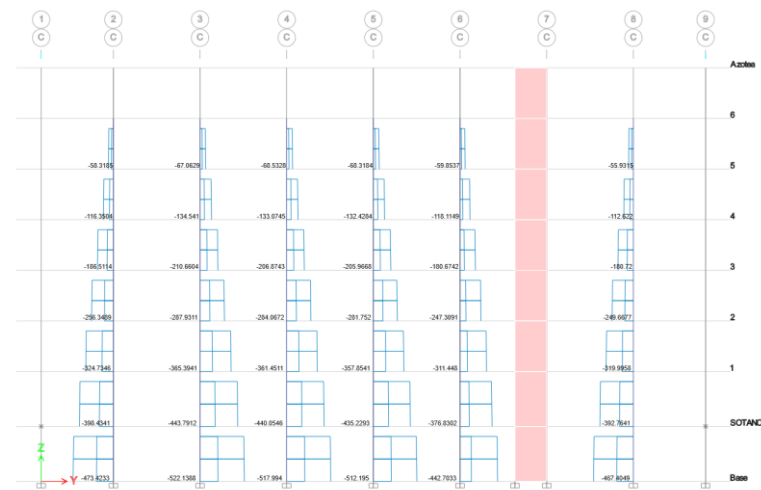 1 2 3 4 5 6 7 8 9
C C C C C C C C C
Azotea
6
-58.3185 -67.0629 -68.5328 -68.3184 -59.8537 -55.9315 5
-116.3504 -134.541 -133.0745 -132.4284 -118.1149 -112.622 4
-186.5114 -210.6604 -206.8743 -205.9668 -180.6742 -180.72 3
-256.3489 -287.9311 -284.0672 -281.752 -247.3891 -249.6677 2
-324.7346 -365.3941 -361.4511 -357.8541 -311.448 -319.9958 1
-398.4341 -443.7912 -440.8546 -435.2293 -376.8362 -392.7641 SOTANO
Z
Y -473.4233 -522.1388 -517.994 -512.195 -442.7033 -467.4049 Base